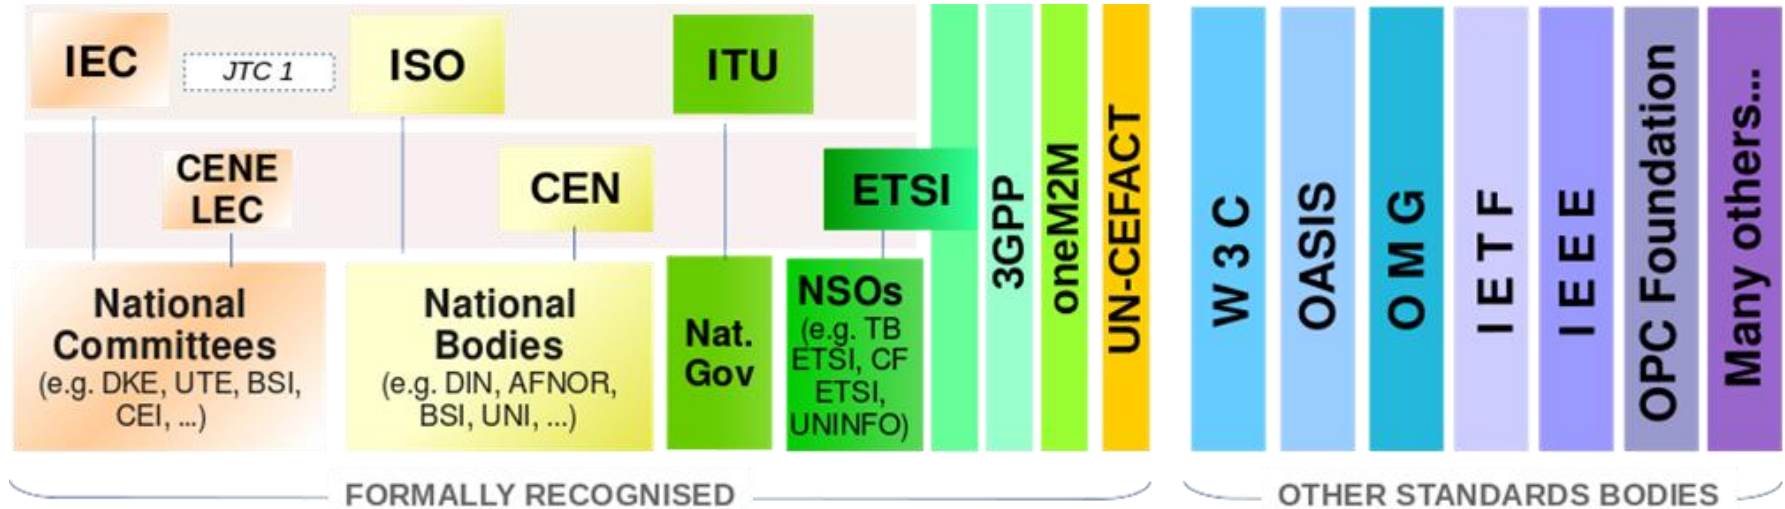 IEC
JTC 1
ISO
ITU
CENE
LEC
CEN
ETSI
National
Committees
(e.g. DKE, UTE, BSI,
CEI, ...)
National
Bodies
(e.g. DIN, AFNOR,
BSI, UNI, ...)
Nat.
Gov
NSOs
(e.g. TB
ETSI, CF
ETSI,
UNINFO)
3GPP
oneM2M
UN-CEFACT
W3C
OASIS
OMG
IETF
IEEE
OPC Foundation
Many others...
FORMALLY RECOGNISED
OTHER STANDARDS BODIES